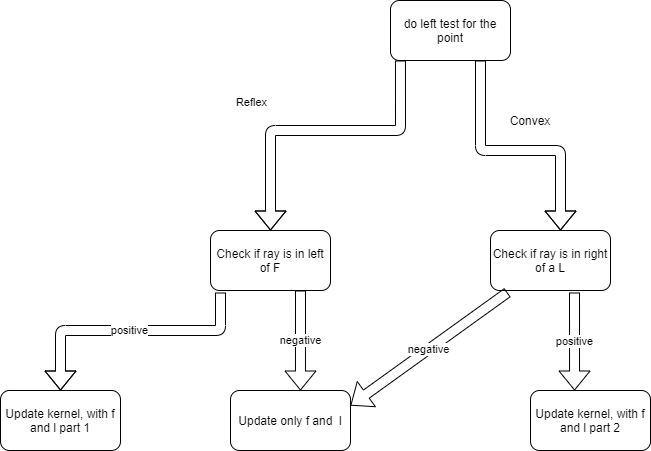 do left test for the
point
Reflex
Convex
Check if ray is in left
of F
Check if ray is in right
of a L
positive
negative
negative
positive
Update kernel, with f
and l part 1
Update only f and l
Update kernel, with f
and l part 2